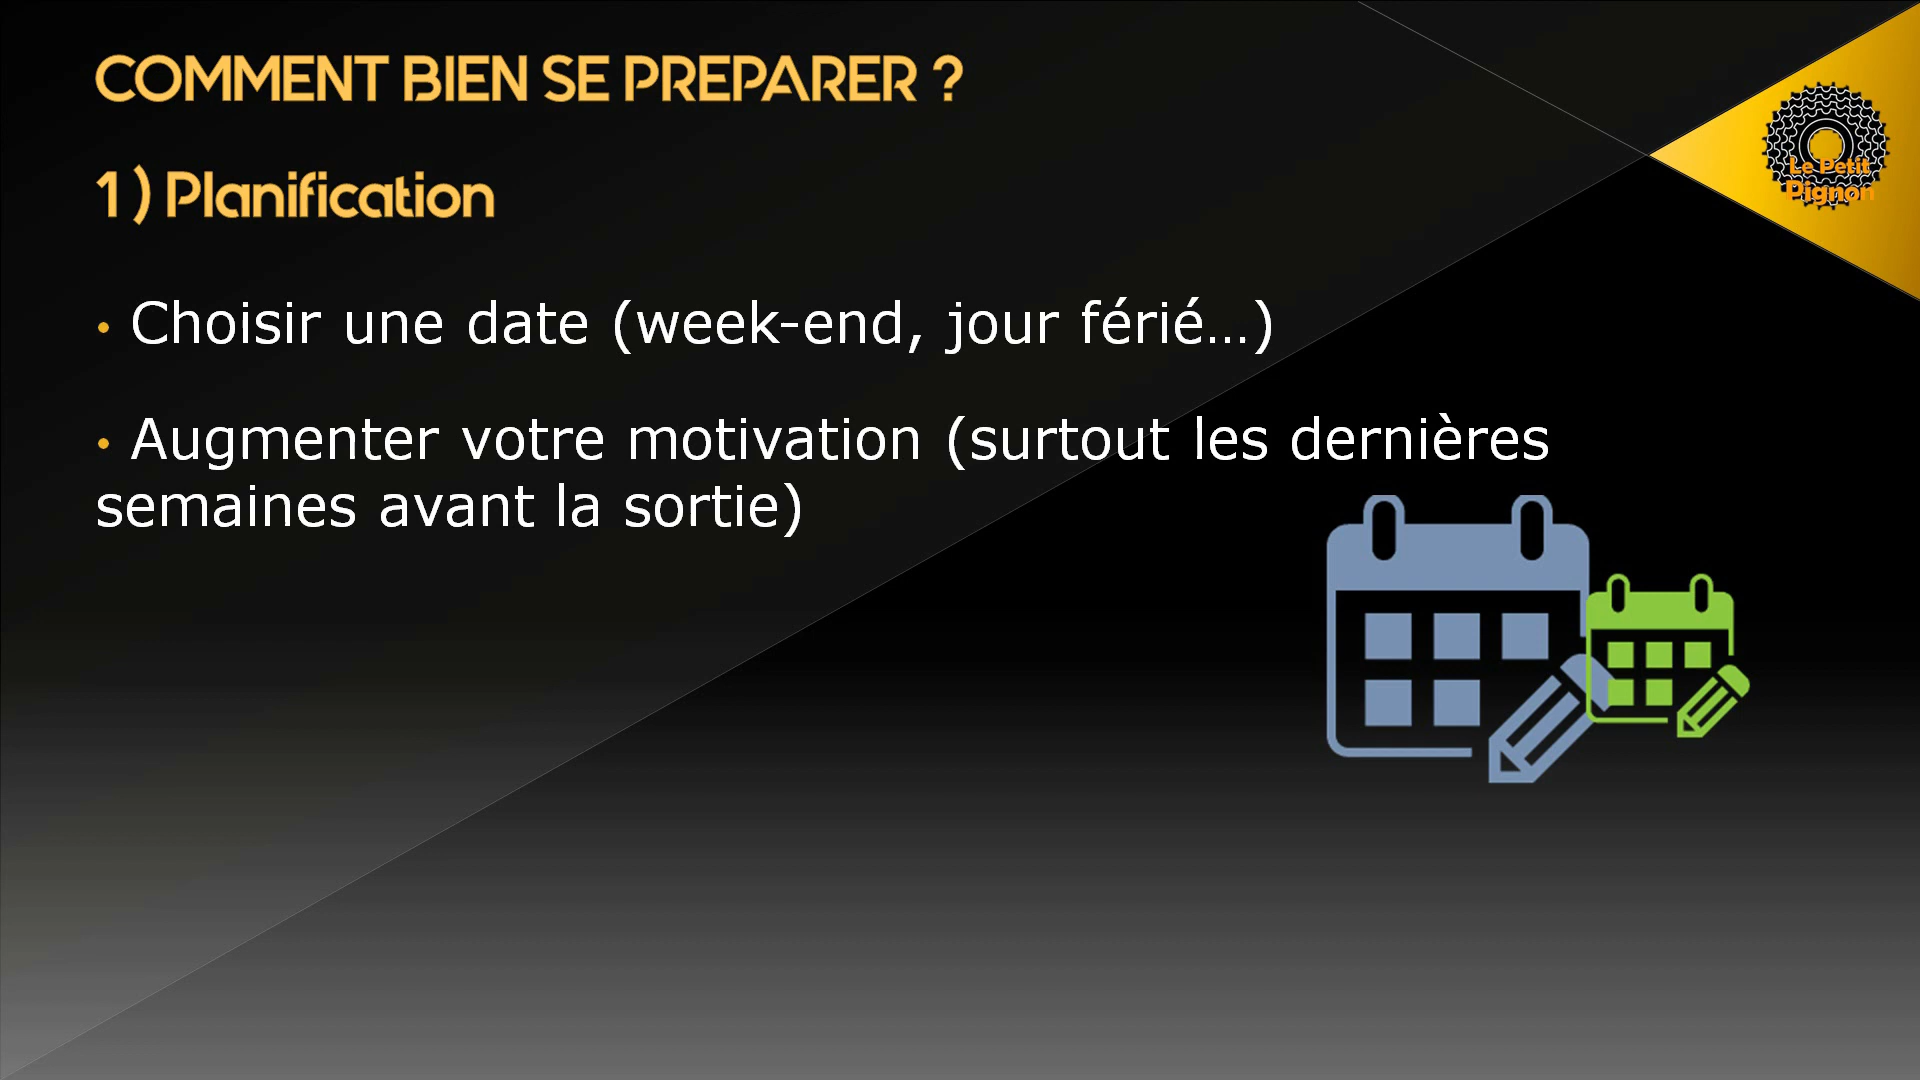 COMMENT BIEN SE PREPARER ?
1) Planification
• Choisir une date (week-end, jour férié…)
• Augmenter votre motivation (surtout les dernières
semaines avant la sortie)
Le Petit
Pignon